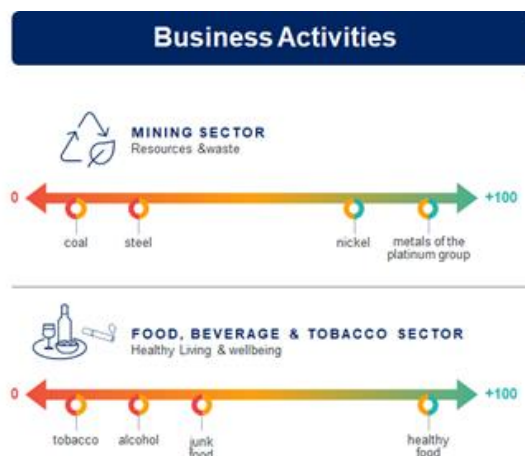 Business Activities
MINING SECTOR
Resources &waste
0
+100
coal
steel
nickel
metals of the
platinum group
FOOD, BEVERAGE & TOBACCO SECTOR
Healthy Living & wellbeing
0
+100
tobacco
alcohol
junk
food
healthy
food